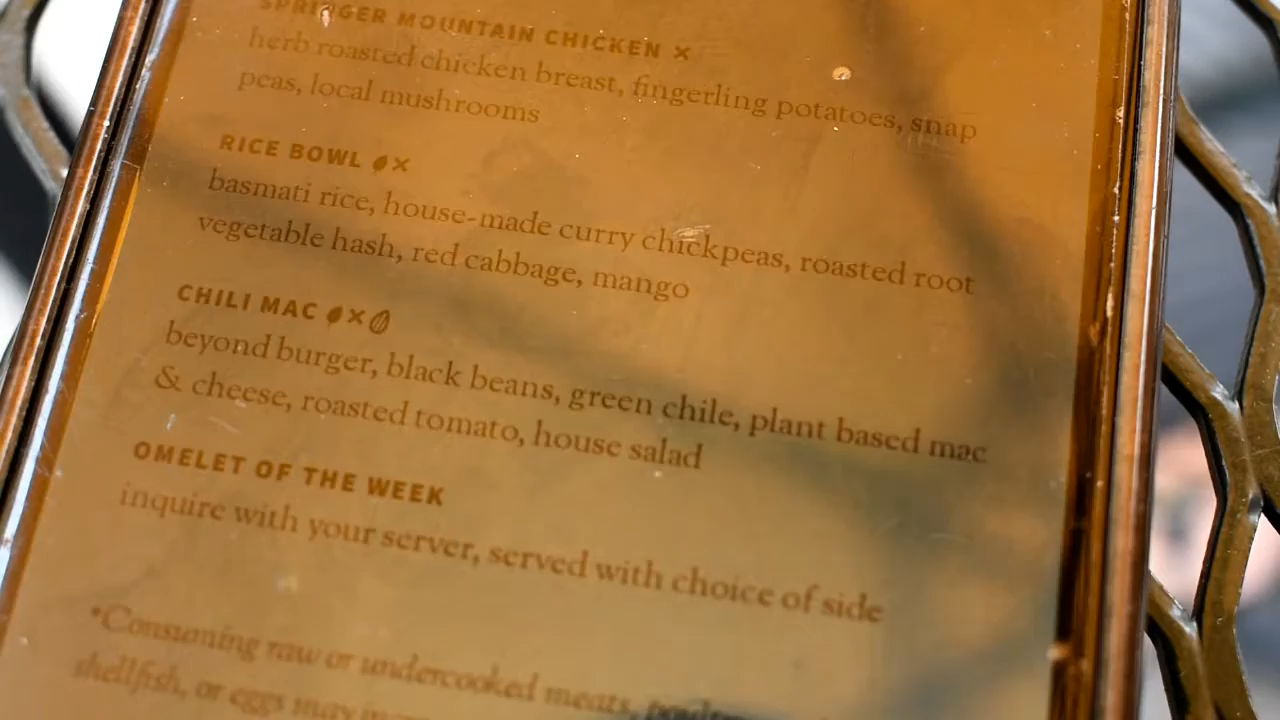 SPRINGER MOUNTAIN CHICKEN ×
herb roasted chicken breast, fingerling potatoes, snap
peas, local mushrooms
RICE BOWL ×
basmati rice, house-made curry chickpeas, roasted root
vegetable hash, red cabbage, mango
CHILI MAC ×
beyond burger, black beans, green chile, plant based mac
& cheese, roasted tomato, house salad
OMELET OF THE WEEK
inquire with your server, served with choice of side
*Consuming raw or undercooked meats,
shellfish, or eggs may